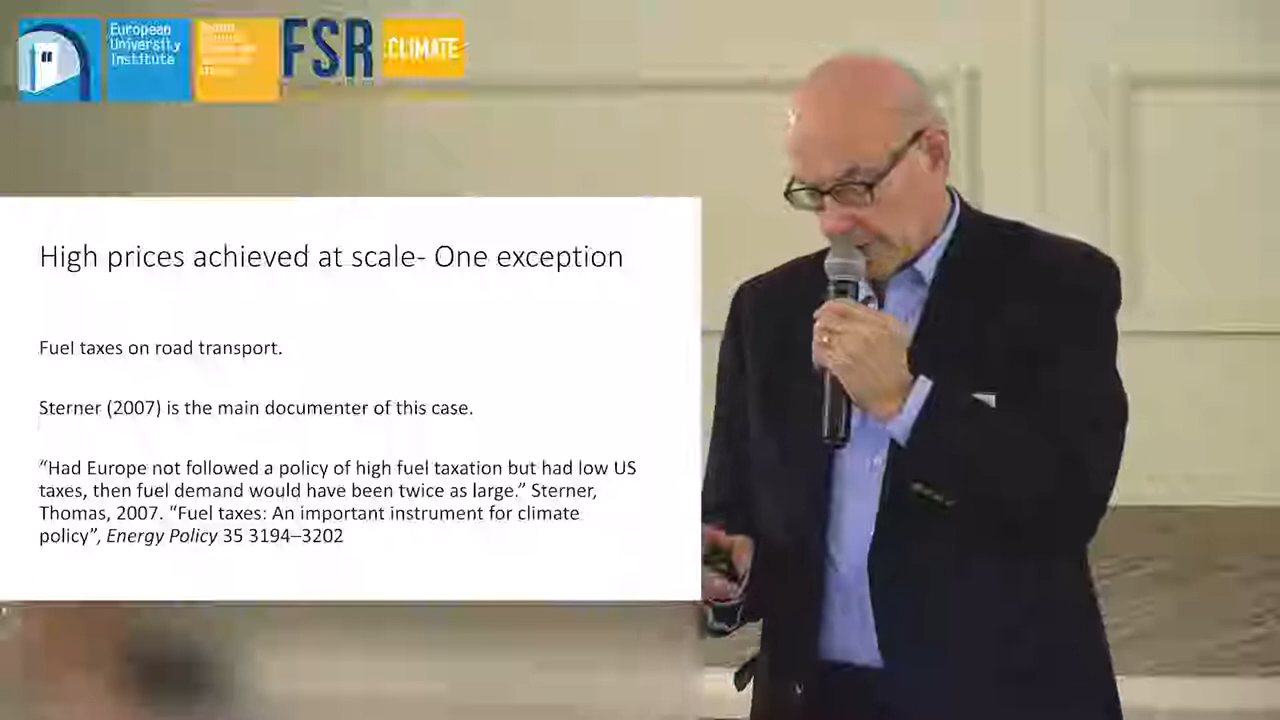 European
University
Institute
FSR
CLIMATE
High prices achieved at scale- One exception
Fuel taxes on road transport.
Sterner (2007) is the main documenter of this case.
“Had Europe not followed a policy of high fuel taxation but had low US
taxes, then fuel demand would have been twice as large.” Sterner,
Thomas, 2007. “Fuel taxes: An important instrument for climate
policy”, Energy Policy 35 3194–3202